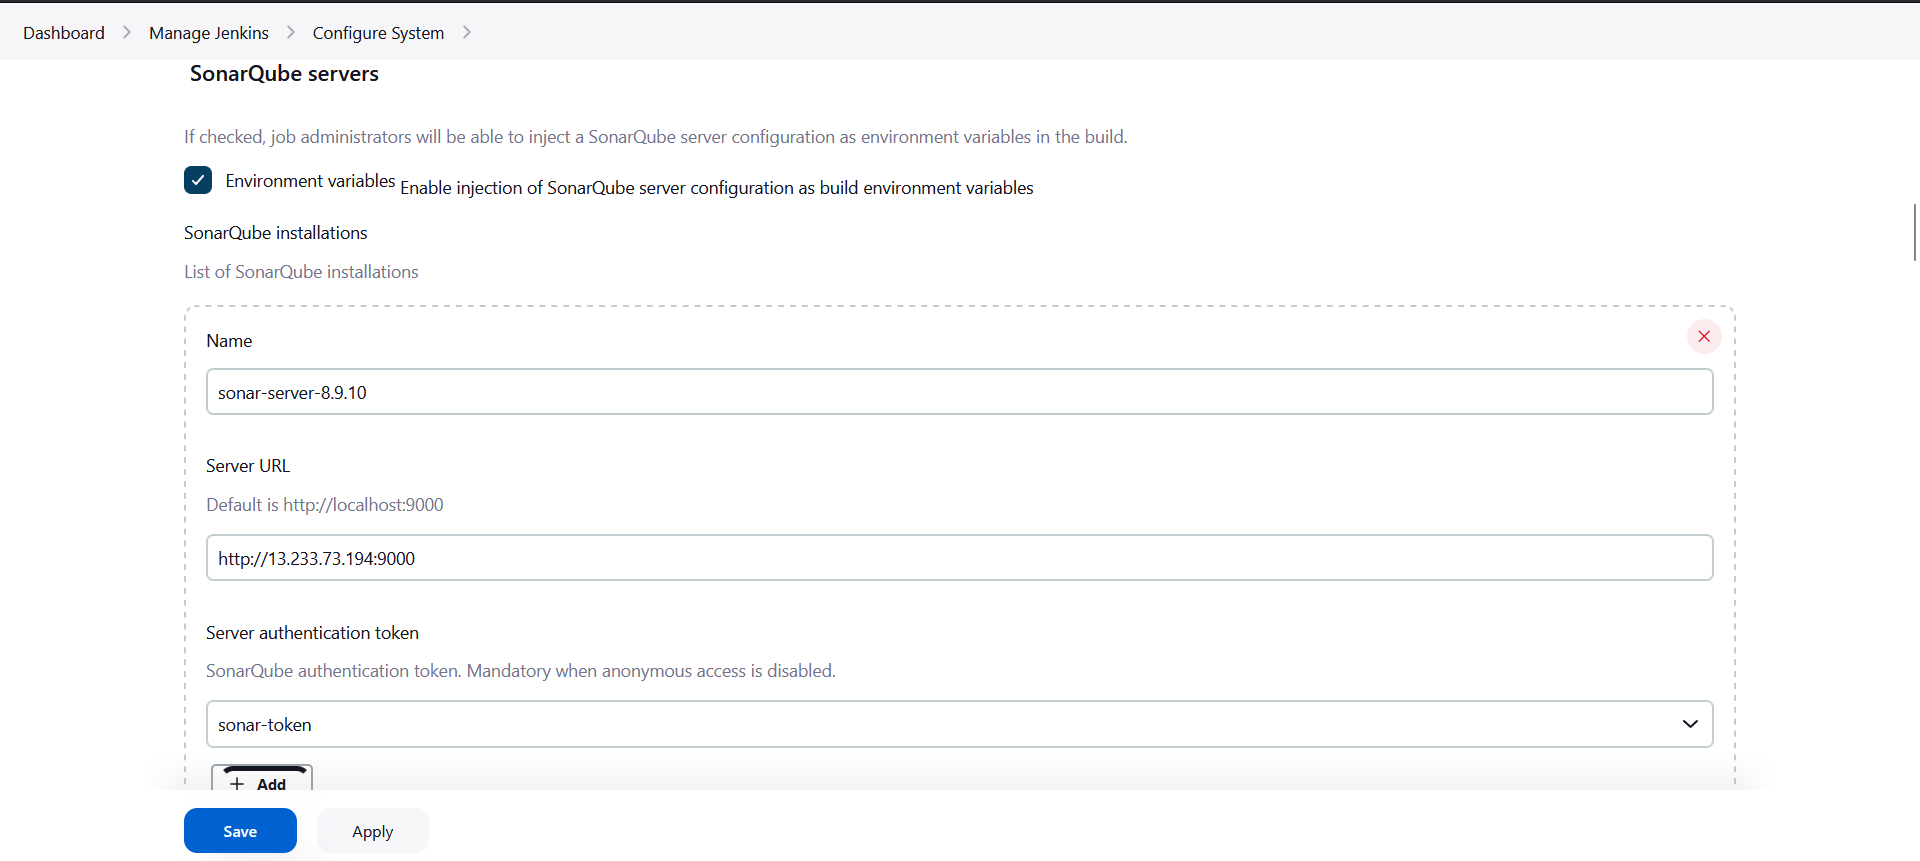 Dashboard > Manage Jenkins > Configure System >
SonarQube servers
If checked, job administrators will be able to inject a SonarQube server configuration as environment variables in the build.
Environment variables Enable injection of SonarQube server configuration as build environment variables
SonarQube installations
List of SonarQube installations
Name
sonar-server-8.9.10
Server URL
Default is http://localhost:9000
http://13.233.73.194:9000
Server authentication token
SonarQube authentication token. Mandatory when anonymous access is disabled.
sonar-token
+ Add
Save Apply